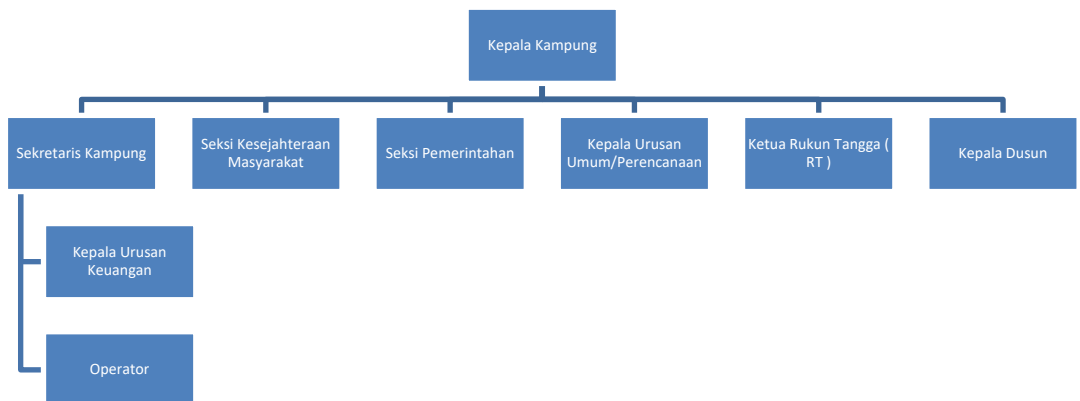 Kepala Kampung
Sekretaris Kampung
Seksi Kesejahteraan
Masyarakat
Seksi Pemerintahan
Kepala Urusan
Umum/Perencanaan
Ketua Rukun Tangga (
RT )
Kepala Dusun
Kepala Urusan
Keuangan
Operator